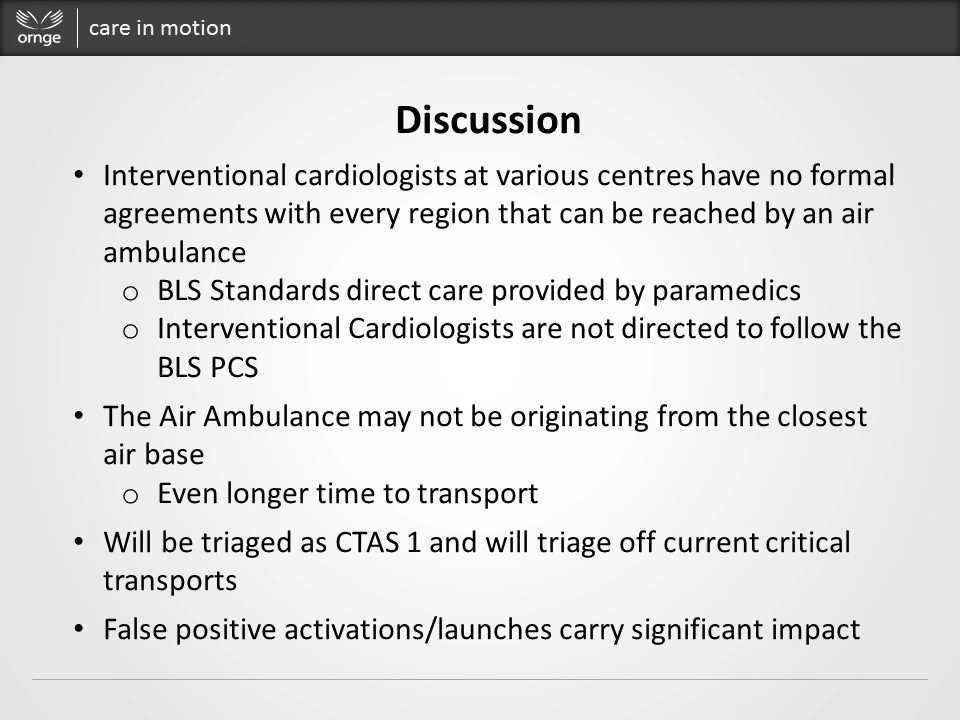 ornge
care in motion
Discussion
• Interventional cardiologists at various centres have no formal
agreements with every region that can be reached by an air
ambulance
o BLS Standards direct care provided by paramedics
o Interventional Cardiologists are not directed to follow the
BLS PCS
• The Air Ambulance may not be originating from the closest
air base
o Even longer time to transport
• Will be triaged as CTAS 1 and will triage off current critical
transports
• False positive activations/launches carry significant impact